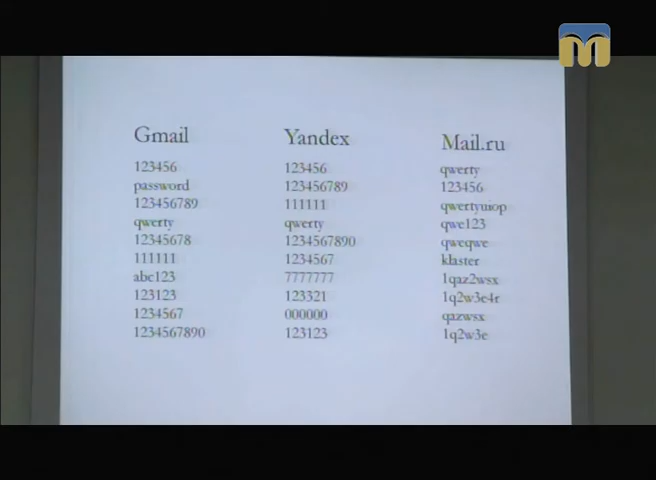 Gmail
123456
password
123456789
qwerty
12345678
111111
abc123
123123
1234567
1234567890
Yandex
123456
123456789
111111
qwerty
1234567890
1234567
7777777
123321
000000
123123
Mail.ru
qwerty
123456
qwertyuiop
qwe123
qweqwe
klaster
1qaz2wsx
1q2w3e4r
qazwsx
1q2w3e
M